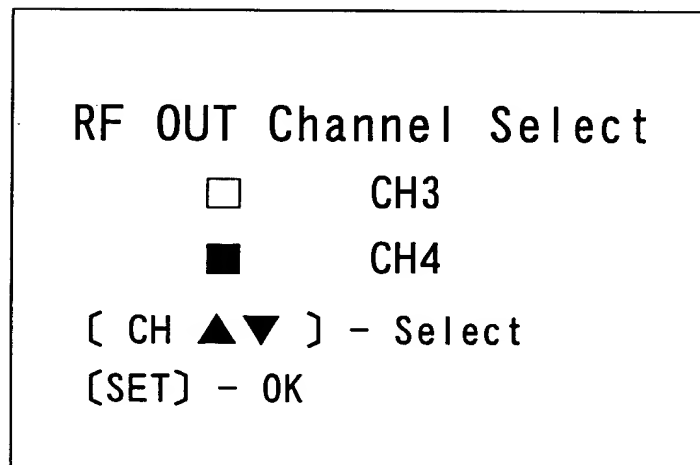 RF OUT Channel Select
□ CH3
■ CH4
〔 CH ▲▼ 〕- Select
〔SET〕- OK